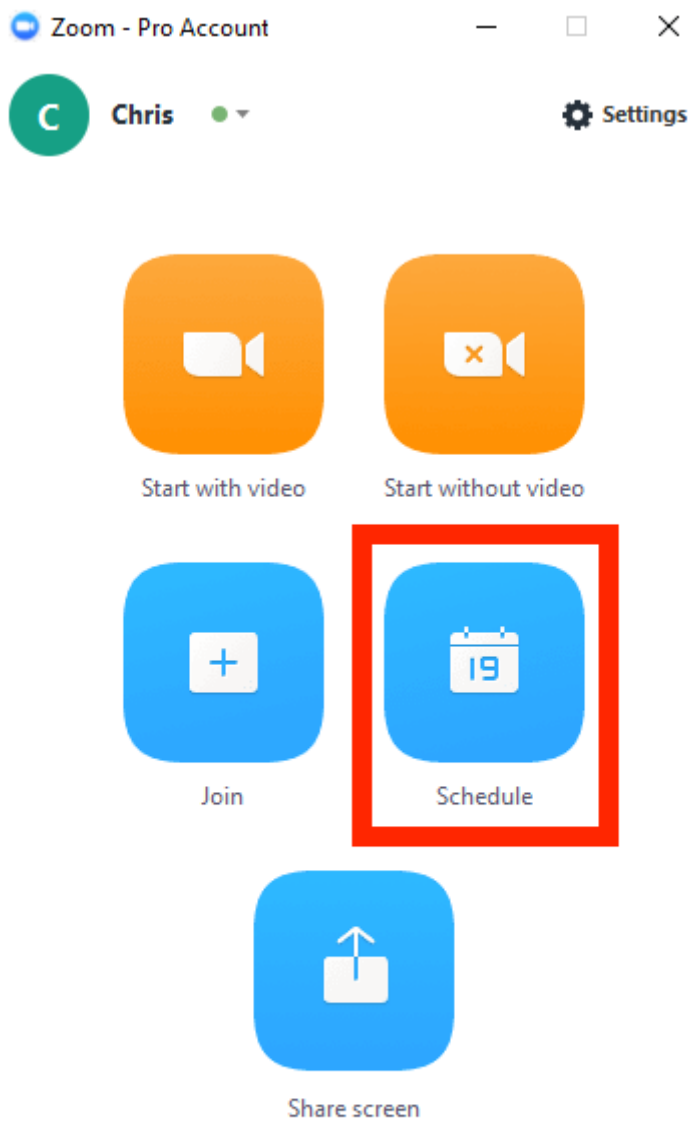 Zoom - Pro Account
C
Chris
Settings
Start with video
Start without video
19
Join
Schedule
Share screen